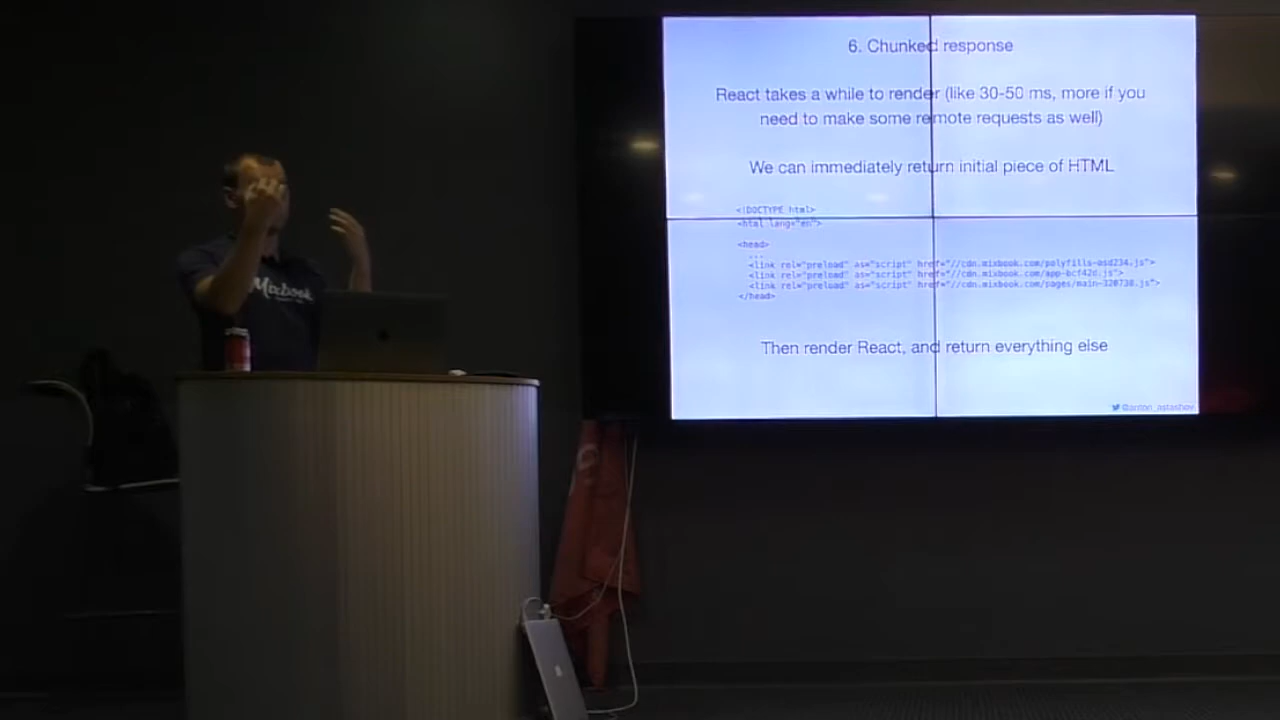 6. Chunked response
React takes a while to render (like 30-50 ms, more if you
need to make some remote requests as well)
We can immediately return initial piece of HTML
<!DOCTYPE html>
<html lang="en">
<head>
...
<link rel="preload" as="script" href="//cdn.mixbook.com/polyfills-asd234.js">
<link rel="preload" as="script" href="//cdn.mixbook.com/app-bcf42d.js">
<link rel="preload" as="script" href="//cdn.mixbook.com/pages/main-320738.js">
</head>
Then render React, and return everything else
@anton_astashov
Mixbook